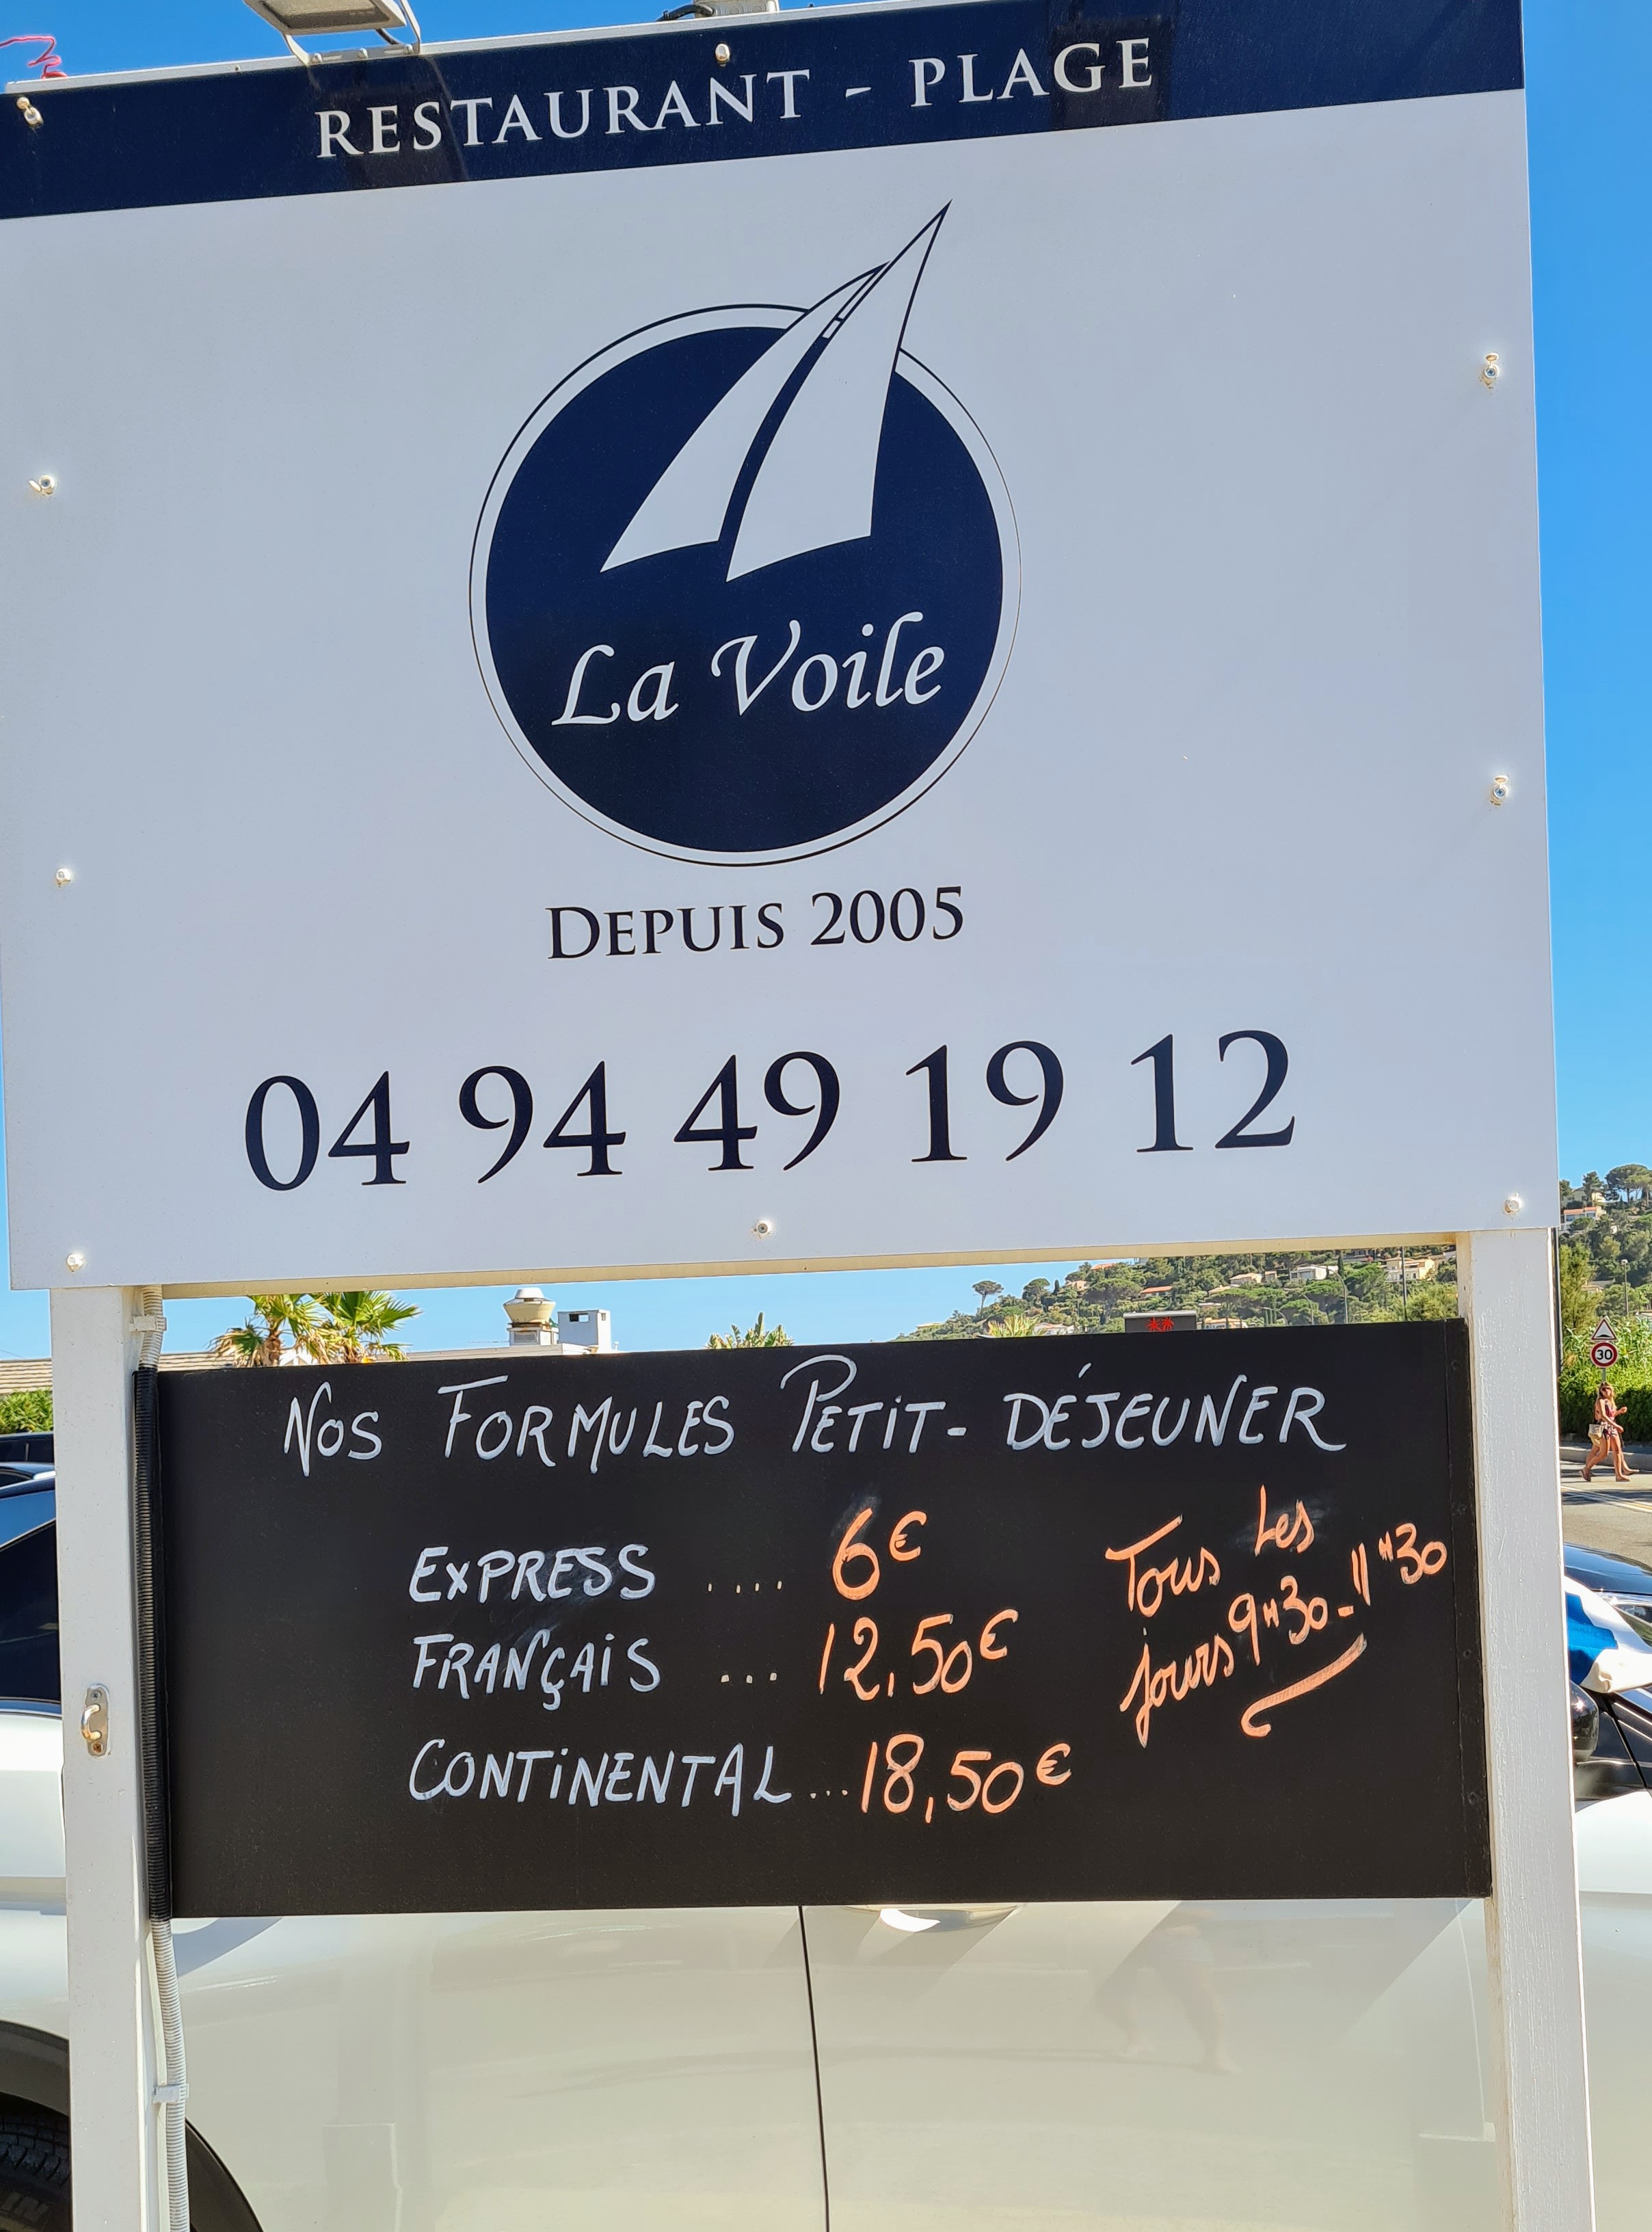 RESTAURANT - PLAGE
La Voile
DEPUIS 2005
04 94 49 19 12
NOS FORMULES PETIT-DÉJEUNER
EXPRESS .... 6€
FRANÇAIS ... 12,50€
CONTINENTAL ... 18,50€
Tous Les
jours 9H30-11H30
30